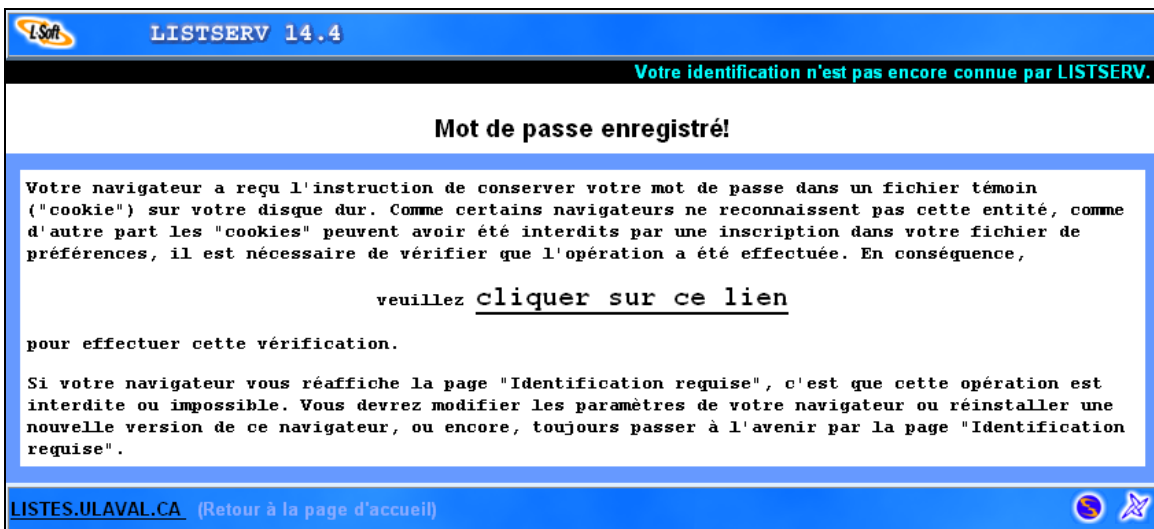 L-Soft
LISTSERV 14.4
Votre identification n'est pas encore connue par LISTSERV.
Mot de passe enregistré!
Votre navigateur a reçu l'instruction de conserver votre mot de passe dans un fichier témoin
("cookie") sur votre disque dur. Comme certains navigateurs ne reconnaissent pas cette entité, comme
d'autre part les "cookies" peuvent avoir été interdits par une inscription dans votre fichier de
préférences, il est nécessaire de vérifier que l'opération a été effectuée. En conséquence,
veuillez cliquer sur ce lien
pour effectuer cette vérification.
Si votre navigateur vous réaffiche la page "Identification requise", c'est que cette opération est
interdite ou impossible. Vous devrez modifier les paramètres de votre navigateur ou réinstaller une
nouvelle version de ce navigateur, ou encore, toujours passer à l'avenir par la page "Identification
requise".
LISTES.ULAVAL.CA (Retour à la page d'accueil)